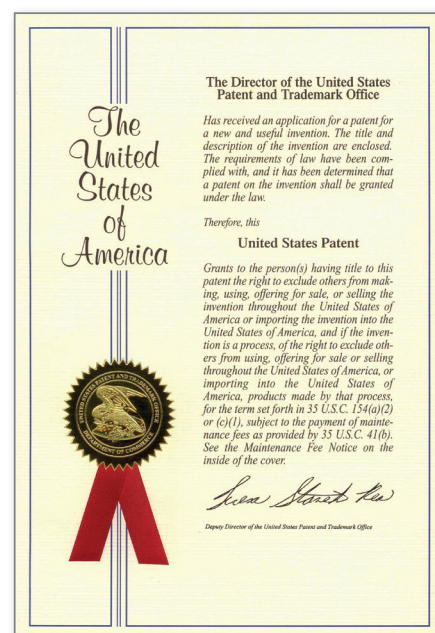 The
United
States
of
America
The Director of the United States
Patent and Trademark Office
Has received an application for a patent for
a new and useful invention. The title and
description of the invention are enclosed.
The requirements of law have been com-
plied with, and it has been determined that
a patent on the invention shall be granted
under the law.
Therefore, this
United States Patent
Grants to the person(s) having title to this
patent the right to exclude others from mak-
ing, using, offering for sale, or selling the
invention throughout the United States of
America or importing the invention into the
United States of America, and if the inven-
tion is a process, of the right to exclude oth-
ers from using, offering for sale or selling
throughout the United States of America, or
importing into the United States of
America, products made by that process,
for the term set forth in 35 U.S.C. 154(a)(2)
or (c)(1), subject to the payment of mainte-
nance fees as provided by 35 U.S.C. 41(b).
See the Maintenance Fee Notice on the
inside of the cover.
UNITED STATES PATENT AND TRADEMARK OFFICE
DEPARTMENT OF COMMERCE
Deputy Director of the United States Patent and Trademark Office